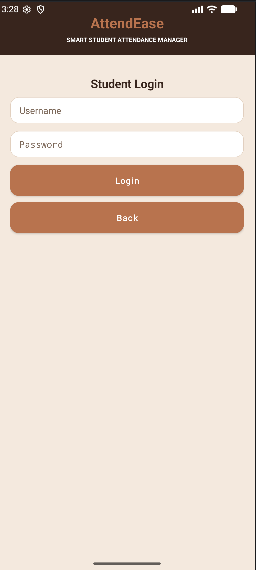 3:28
AttendEase
SMART STUDENT ATTENDANCE MANAGER
Student Login
Username
Password
Login
Back